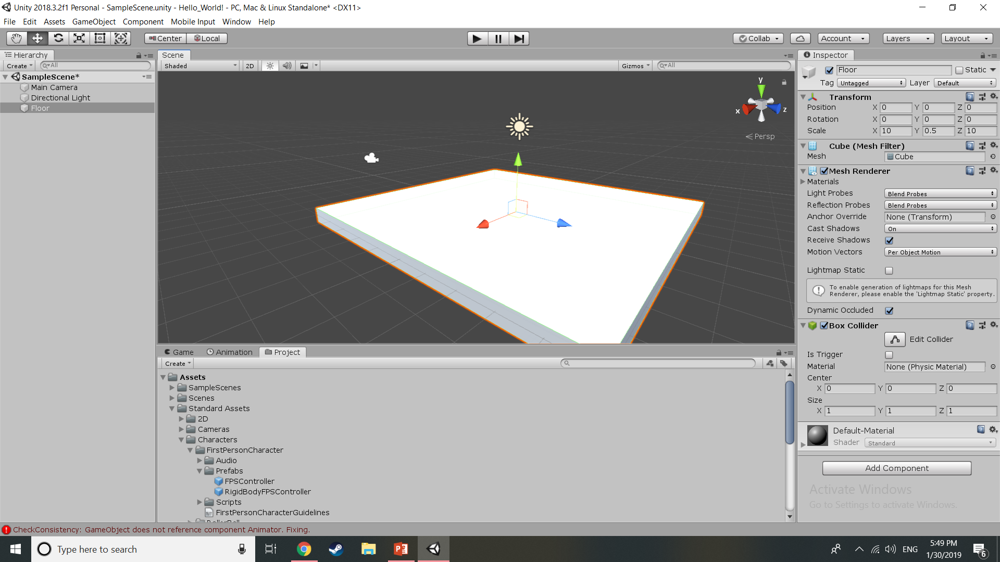 Unity 2018.3.2f1 Personal - SampleScene.unity - Hello_World! - PC, Mac & Linux Standalone* <DX11>
File Edit Assets GameObject Component Mobile Input Window Help
Center Local Collab Account Layers Layout
Hierarchy
Create All
SampleScene*
Main Camera
Directional Light
Floor
Scene
Shaded 2D Gizmos All
y
x z
Persp
Game Animation Project
Create
Assets
SampleScenes
Scenes
Standard Assets
2D
Cameras
Characters
FirstPersonCharacter
Audio
Prefabs
FPSController
RigidBodyFPSController
Scripts
FirstPersonCharacterGuidelines
Inspector
Floor Static
Tag Untagged Layer Default
Transform
Position X 0 Y 0 Z 0
Rotation X 0 Y 0 Z 0
Scale X 10 Y 0.5 Z 10
Cube (Mesh Filter)
Mesh Cube
Mesh Renderer
Materials
Light Probes Blend Probes
Reflection Probes Blend Probes
Anchor Override None (Transform)
Cast Shadows On
Receive Shadows
Motion Vectors Per Object Motion
Lightmap Static
To enable generation of lightmaps for this Mesh
Renderer, please enable the 'Lightmap Static' property.
Dynamic Occluded
Box Collider
Edit Collider
Is Trigger
Material None (Physic Material)
Center
X 0 Y 0 Z 0
Size
X 1 Y 1 Z 1
Default-Material
Shader Standard
Add Component
Activate Windows
Go to Settings to activate Windows.
CheckConsistency: GameObject does not reference component Animator. Fixing.
Type here to search
ENG
5:49 PM
1/30/2019
6